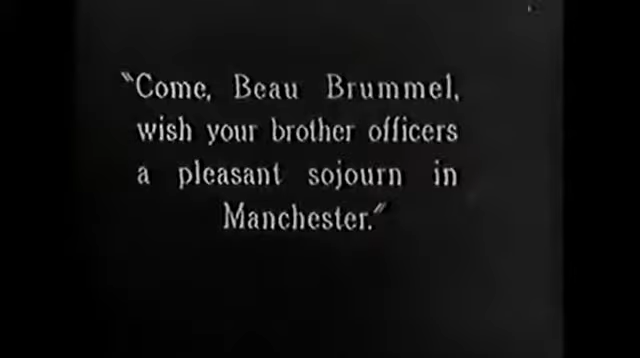 "Come, Beau Brummel,
wish your brother officers
a pleasant sojourn in
Manchester."